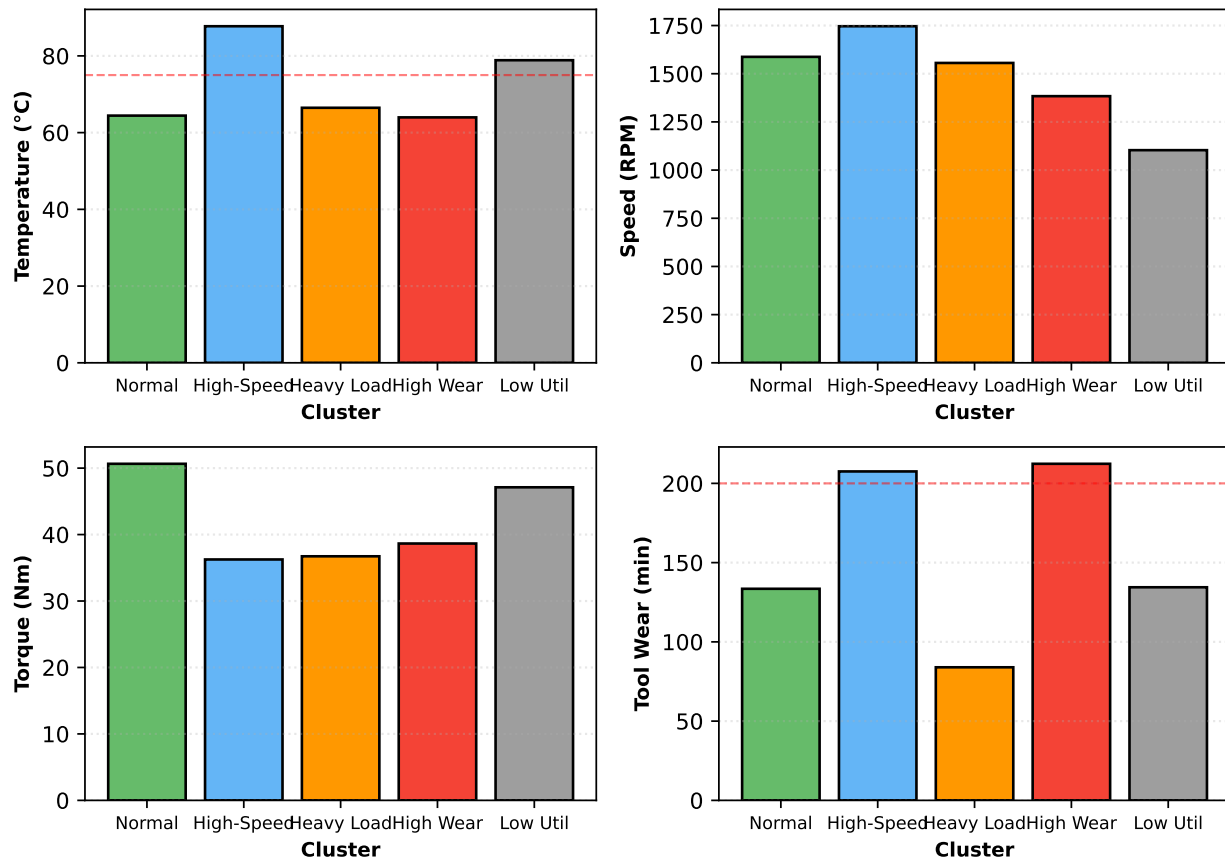 Temperature (°C)
80
60
40
20
0
Normal High-Speed Heavy Load High Wear Low Util
Cluster
Speed (RPM)
1750
1500
1250
1000
750
500
250
0
Normal High-Speed Heavy Load High Wear Low Util
Cluster
Torque (Nm)
50
40
30
20
10
0
Normal High-Speed Heavy Load High Wear Low Util
Cluster
Tool Wear (min)
200
150
100
50
0
Normal High-Speed Heavy Load High Wear Low Util
Cluster